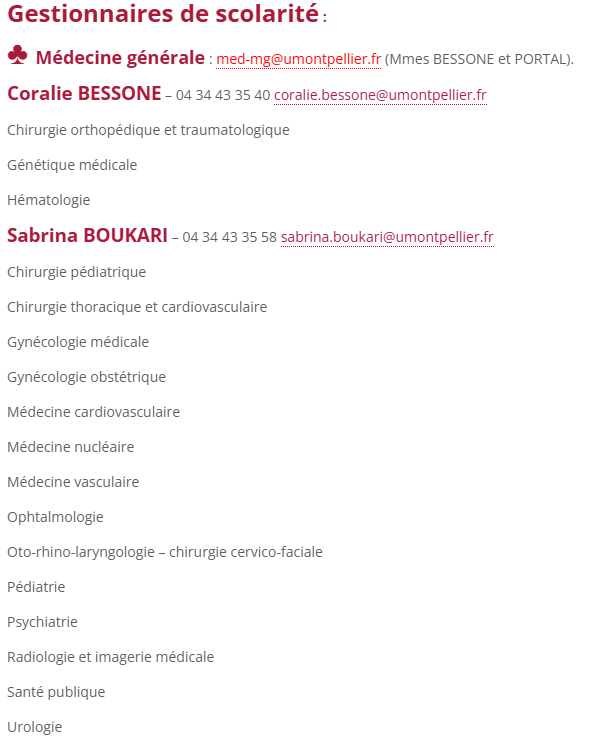 Gestionnaires de scolarité :
♣ Médecine générale : med-mg@umontpellier.fr (Mmes BESSONE et PORTAL).
Coralie BESSONE – 04 34 43 35 40 coralie.bessone@umontpellier.fr
Chirurgie orthopédique et traumatologique
Génétique médicale
Hématologie
Sabrina BOUKARI – 04 34 43 35 58 sabrina.boukari@umontpellier.fr
Chirurgie pédiatrique
Chirurgie thoracique et cardiovasculaire
Gynécologie médicale
Gynécologie obstétrique
Médecine cardiovasculaire
Médecine nucléaire
Médecine vasculaire
Ophtalmologie
Oto-rhino-laryngologie – chirurgie cervico-faciale
Pédiatrie
Psychiatrie
Radiologie et imagerie médicale
Santé publique
Urologie